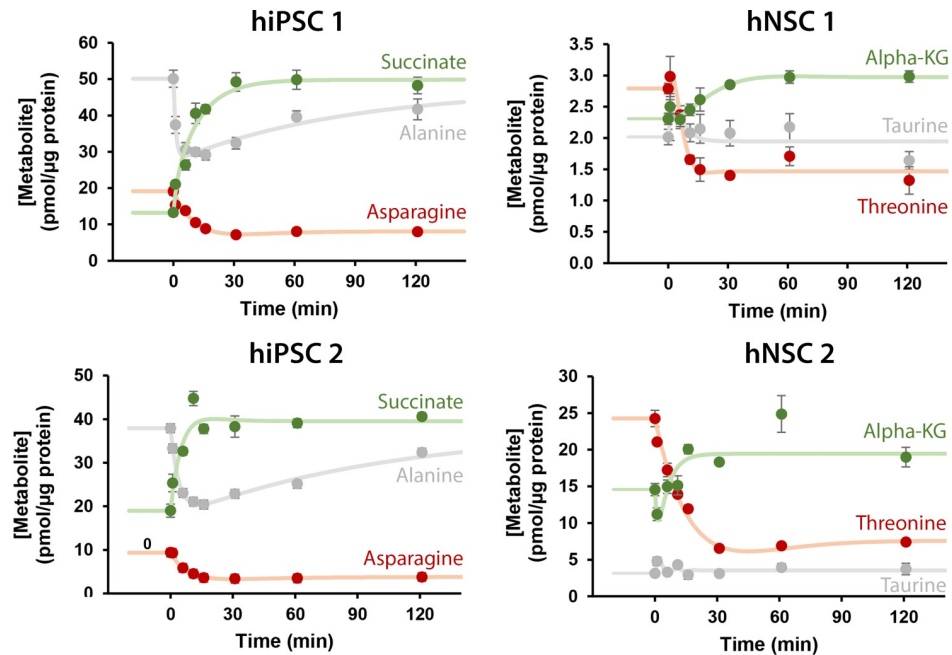 hiPSC 1
[Metabolite]
(pmol/µg protein)
60
50
40
30
20
10
0
Succinate
Alanine
Asparagine
0 30 60 90 120
Time (min)
hNSC 1
[Metabolite]
(pmol/µg protein)
3.5
3.0
2.5
2.0
1.5
1.0
0.5
0.0
Alpha-KG
Taurine
Threonine
0 30 60 90 120
Time (min)
hiPSC 2
[Metabolite]
(pmol/µg protein)
50
40
30
20
10
0
0
Succinate
Alanine
Asparagine
0 30 60 90 120
Time (min)
hNSC 2
[Metabolite]
(pmol/µg protein)
30
25
20
15
10
5
0
Alpha-KG
Threonine
Taurine
0 30 60 90 120
Time (min)